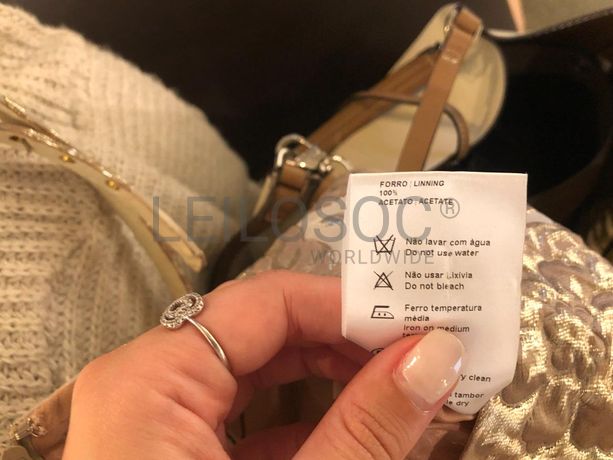 FORRO : LINNING
100%
ACETATO : ACETATE
LEILOSOC®
WORLDWIDE
Não lavar com água
Do not use water
Não usar lixívia
Do not bleach
Ferro temperatura
média
Iron on medium
clean
tambor
dry